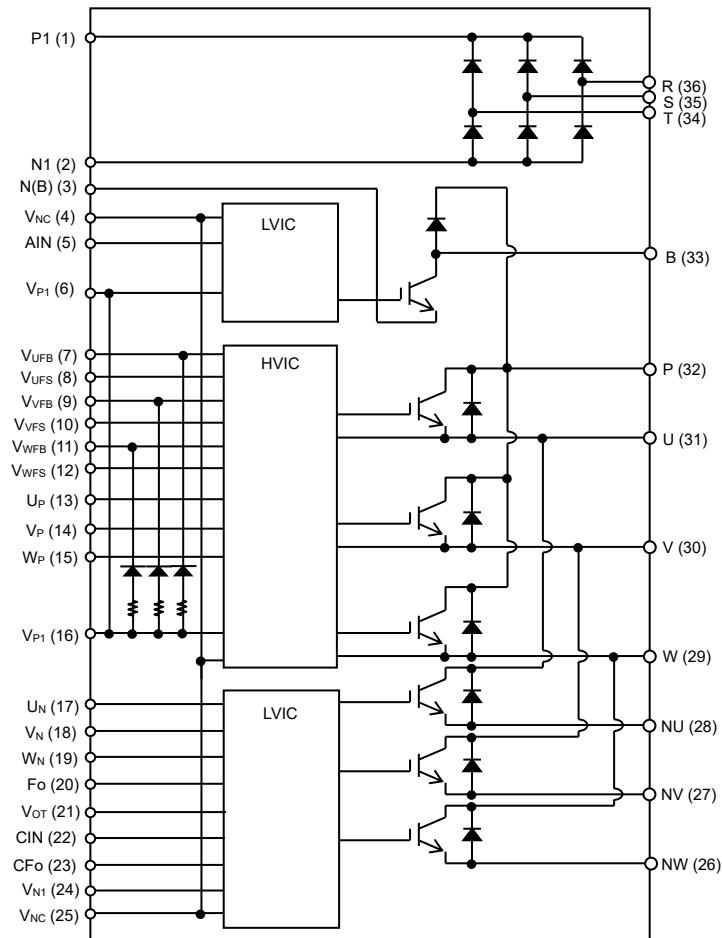 P1 (1)
N1 (2)
N(B) (3)
VNC (4)
AIN (5)
VP1 (6)
VUFB (7)
VUFS (8)
VVFB (9)
VVFS (10)
VWFB (11)
VWFS (12)
UP (13)
VP (14)
WP (15)
VP1 (16)
UN (17)
VN (18)
WN (19)
Fo (20)
VOT (21)
CIN (22)
CFo (23)
VN1 (24)
VNC (25)
LVIC
HVIC
LVIC
R (36)
S (35)
T (34)
B (33)
P (32)
U (31)
V (30)
W (29)
NU (28)
NV (27)
NW (26)